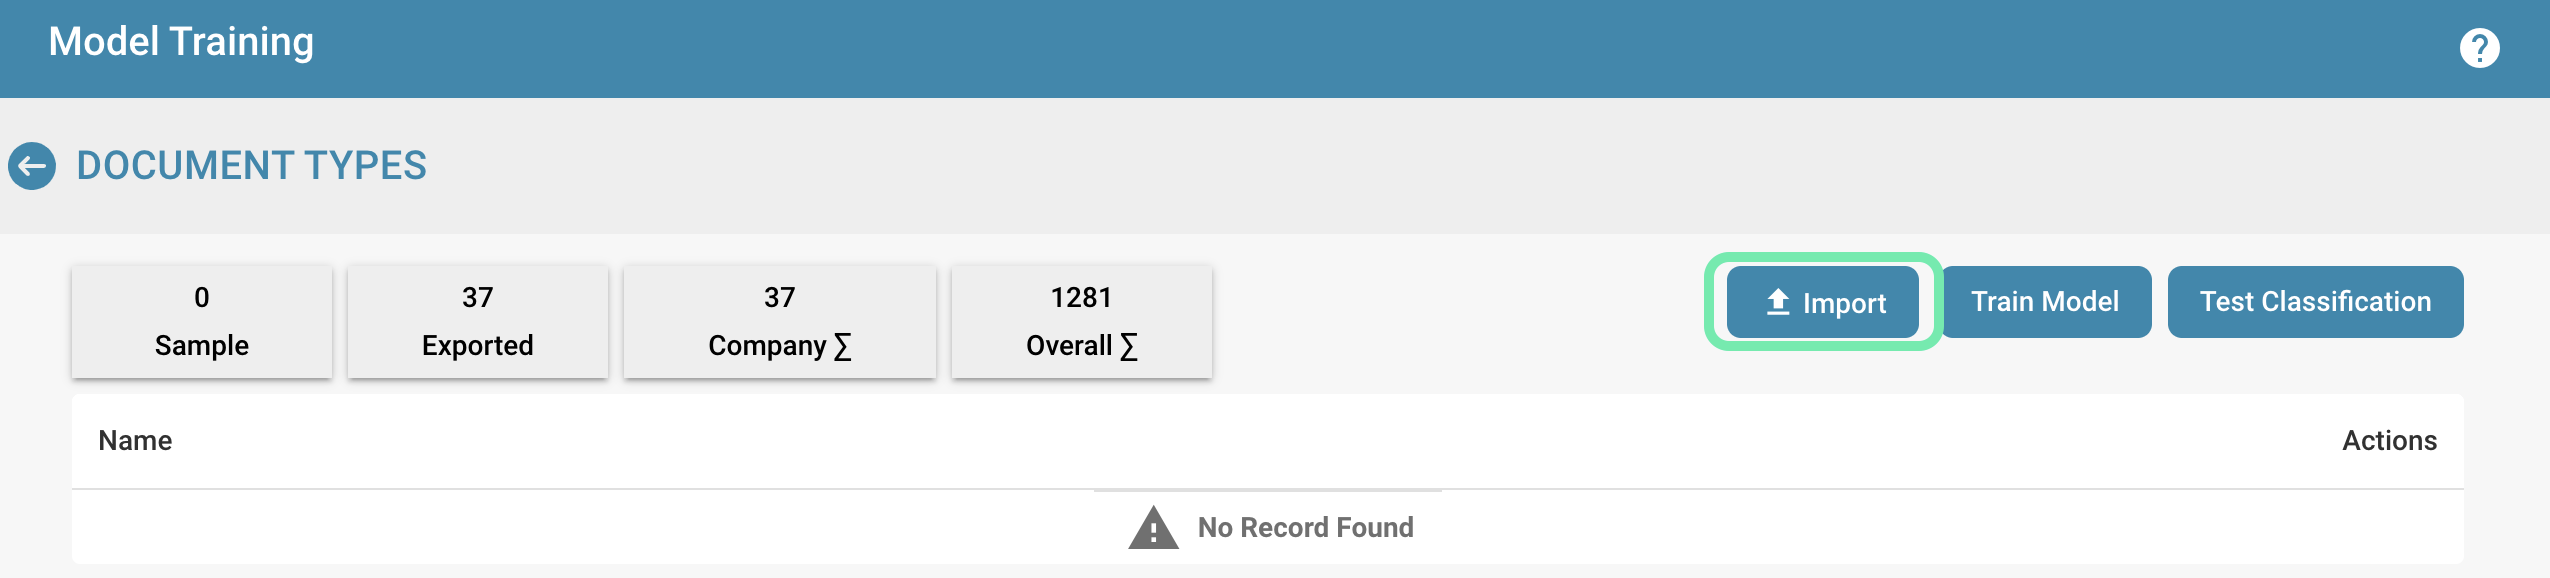 Model Training
?
DOCUMENT TYPES
0
Sample
37
Exported
37
Company ∑
1281
Overall ∑
Import
Train Model
Test Classification
Name
Actions
No Record Found